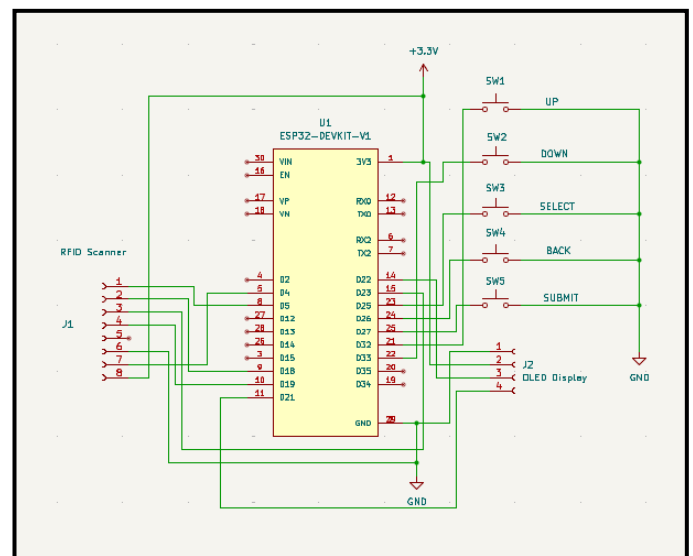 +3.3V
U1
ESP32-DEVKIT-V1
30 VIN
16 EN
17 VP
18 VN
4 D2
5 D4
8 D5
27 D12
28 D13
26 D14
3 D15
9 D18
10 D19
11 D21
3V3 1
RX0 12
TX0 13
RX2 6
TX2 7
D22 14
D23 15
D25 23
D26 24
D27 25
D32 21
D33 22
D35 20
D34 19
GND
RFID Scanner
J1
1
2
3
4
5
6
7
8
SW1
UP
SW2
DOWN
SW3
SELECT
SW4
BACK
SW5
SUBMIT
1
2
3
4
J2
OLED Display
GND
GND